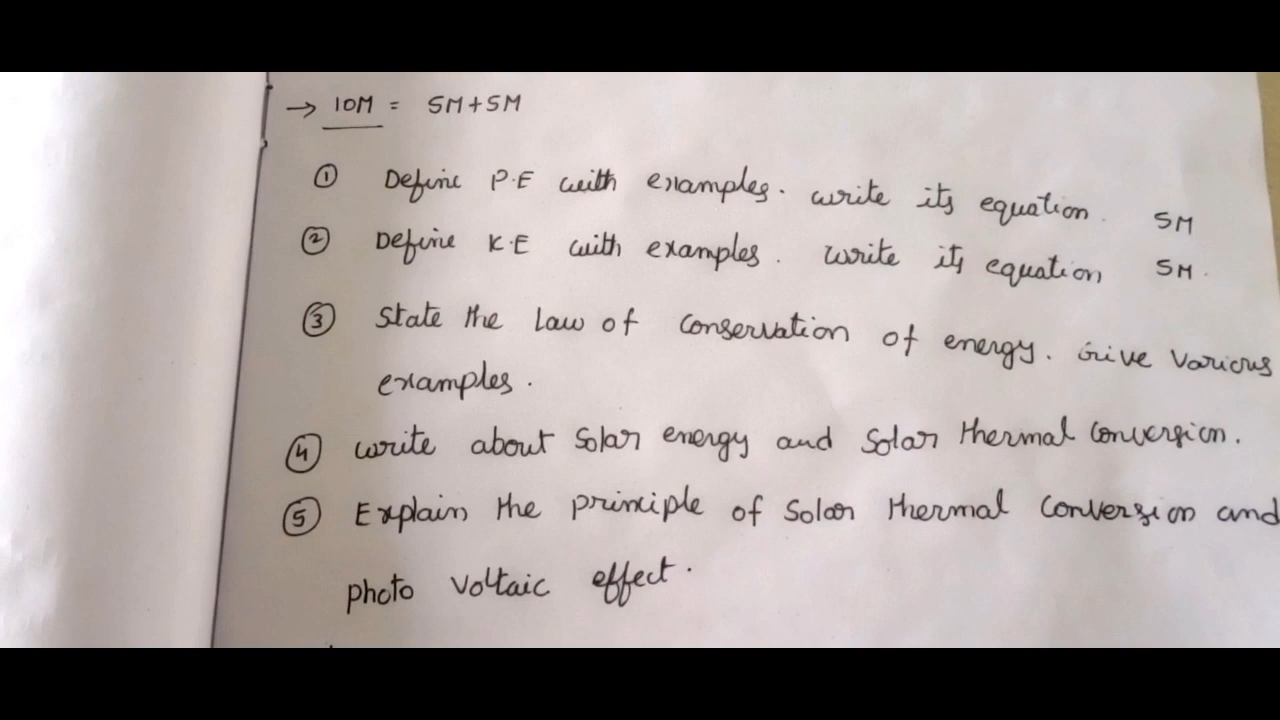 → 10M = 5M+5M
① Define P.E with examples. write its equation. 5M
② Define K.E with examples. write its equation 5M.
③ State the Law of Conservation of energy. Give Various
examples.
④ write about Solar energy and Solar thermal Conversion.
⑤ Explain the principle of Solar thermal Conversion and
photo Voltaic effect.